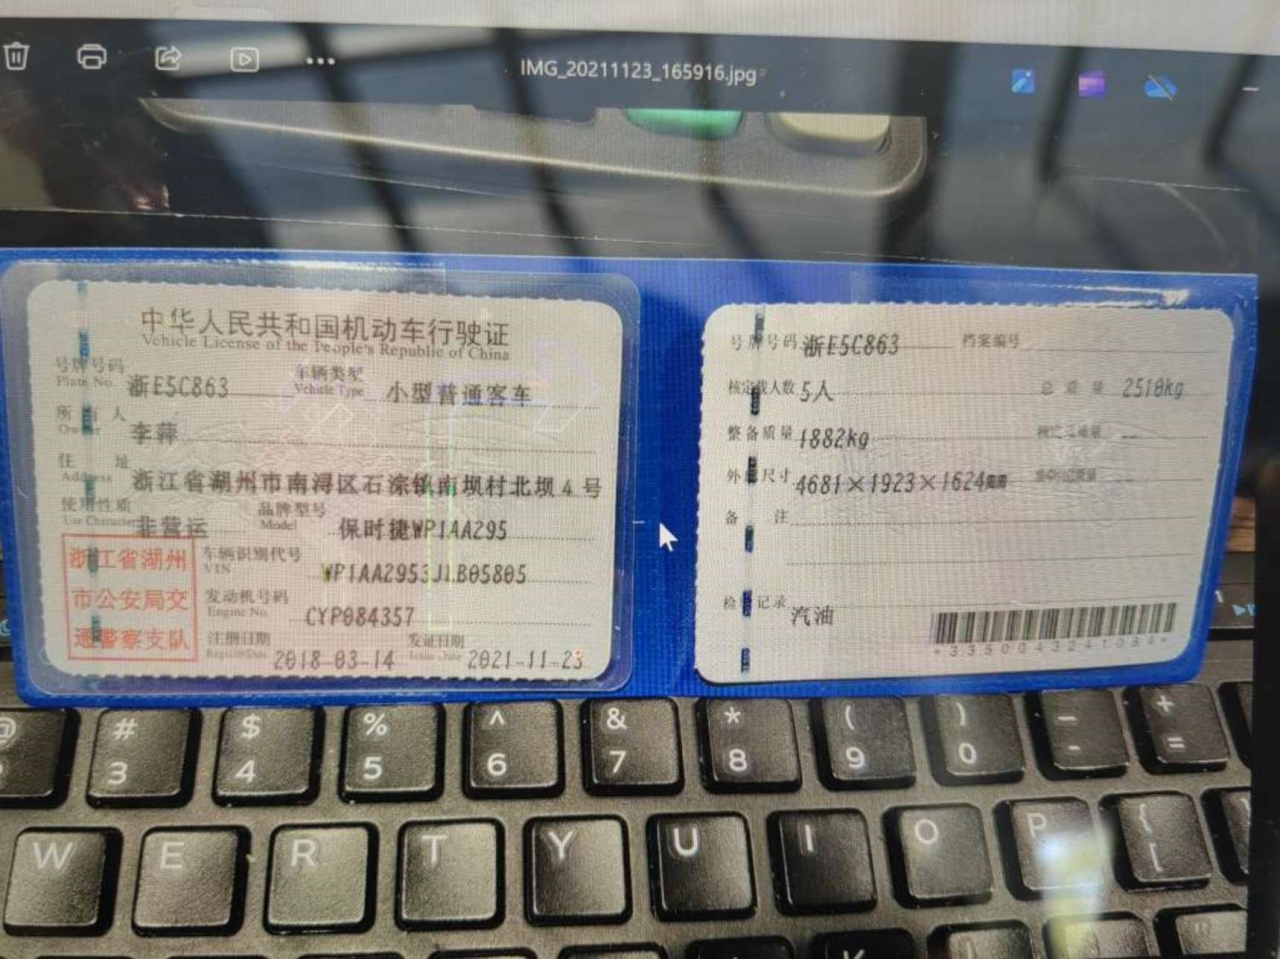 IMG_20211123_165916.jpg
中华人民共和国机动车行驶证
Vehicle License of the People's Republic of China
号牌号码 浙E5C863 车辆类型 小型普通客车
Plate No. Vehicle Type
所有人 李萍
Owner
住址 浙江省湖州市南浔区石淙镇南坝村北坝4号
Address
使用性质 非营运 品牌型号 保时捷WP1AA295
Use Character Model
浙江省湖州
市公安局交
通警察支队
车辆识别代号 WP1AA2953JLB05805
VIN
发动机号码 CYP084357
Engine No.
注册日期 2018-03-14 发证日期 2021-11-23
Register Date Issue Date
号牌号码 浙E5C863 档案编号
核定载人数 5人 总质量 2510kg
整备质量 1882kg
外廓尺寸 4681×1923×1624mm
备注
检验记录 汽油
*3350043241034*
@ # 3 $ 4 % 5 ^ 6 & 7 * 8 ( 9 ) 0 - - + =
W E R T Y U I O P { [
K